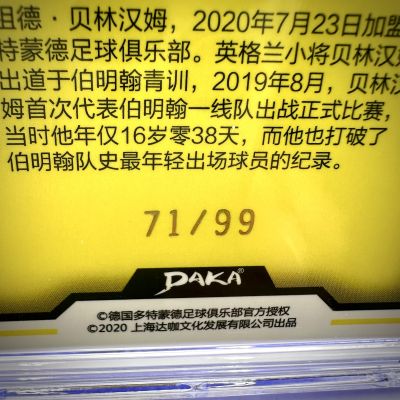 祖德·贝林汉姆，2020年7月23日加盟
特蒙德足球俱乐部。英格兰小将贝林汉姆
出道于伯明翰青训，2019年8月，贝林汉
姆首次代表伯明翰一线队出战正式比赛，
当时他年仅16岁零38天，而他也打破了
伯明翰队史最年轻出场球员的纪录。
71/99
DAKA®
©德国多特蒙德足球俱乐部官方授权
©2020 上海达咖文化发展有限公司出品